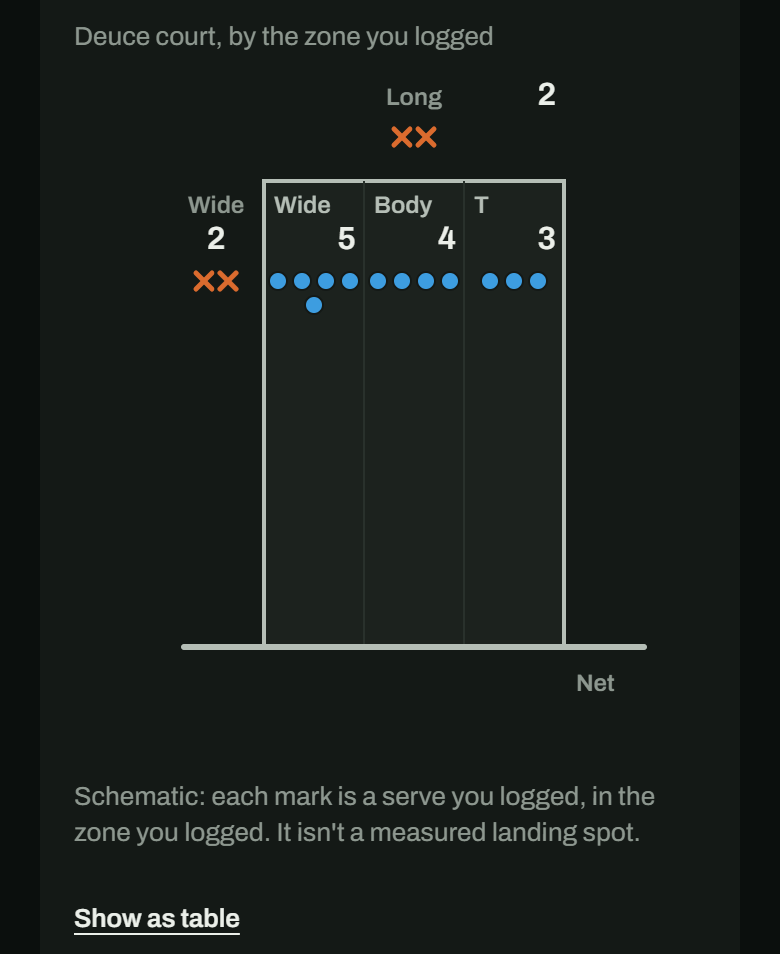 Deuce court, by the zone you logged
Long 2
Wide Wide Body T
2 5 4 3
Net
Schematic: each mark is a serve you logged, in the
zone you logged. It isn't a measured landing spot.
Show as table